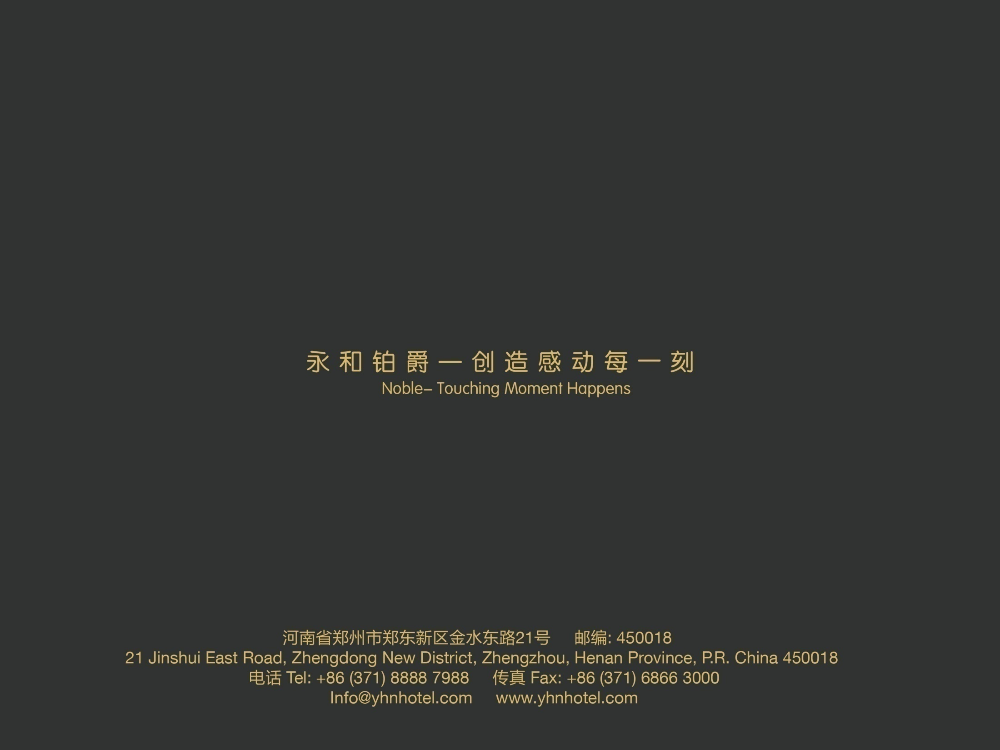 永和铂爵—创造感动每一刻
Noble– Touching Moment Happens
河南省郑州市郑东新区金水东路21号 邮编: 450018
21 Jinshui East Road, Zhengdong New District, Zhengzhou, Henan Province, P.R. China 450018
电话 Tel: +86 (371) 8888 7988 传真 Fax: +86 (371) 6866 3000
Info@yhnhotel.com www.yhnhotel.com